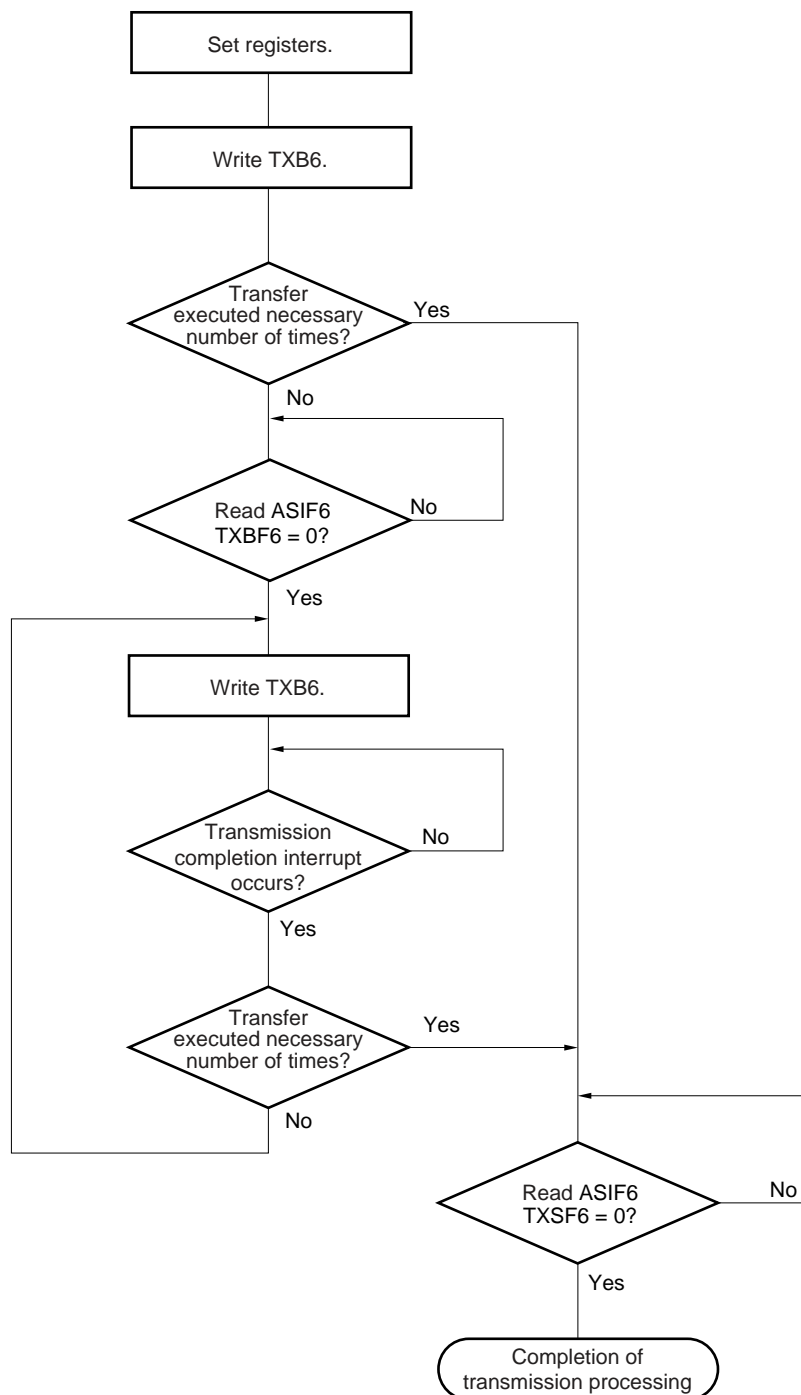 Set registers.
Write TXB6.
Transfer
executed necessary
number of times?
Yes
No
Read ASIF6
TXBF6 = 0?
No
Yes
Write TXB6.
Transmission
completion interrupt
occurs?
No
Yes
Transfer
executed necessary
number of times?
Yes
No
Read ASIF6
TXSF6 = 0?
No
Yes
Completion of
transmission processing